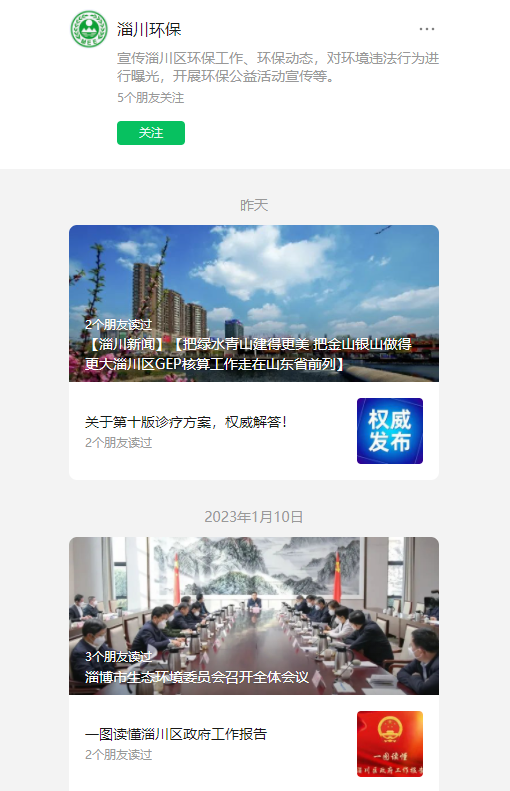 淄川环保
宣传淄川区环保工作、环保动态，对环境违法行为进
行曝光，开展环保公益活动宣传等。
5个朋友关注
关注
昨天
2个朋友读过
【淄川新闻】【把绿水青山建得更美 把金山银山做得
更大淄川区GEP核算工作走在山东省前列】
关于第十版诊疗方案，权威解答！
2个朋友读过
权威
发布
2023年1月10日
3个朋友读过
淄博市生态环境委员会召开全体会议
一图读懂淄川区政府工作报告
2个朋友读过
一图读懂
淄川区政府工作报告